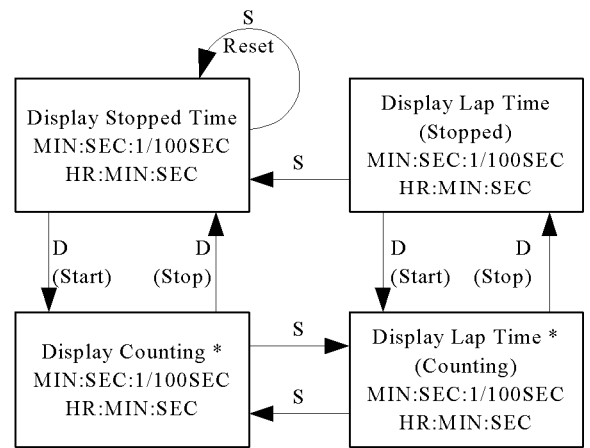 S
Reset
Display Stopped Time
MIN:SEC:1/100SEC
HR:MIN:SEC
S
Display Lap Time
(Stopped)
MIN:SEC:1/100SEC
HR:MIN:SEC
D
(Start)
D
(Stop)
D
(Start)
D
(Stop)
Display Counting *
MIN:SEC:1/100SEC
HR:MIN:SEC
S
S
Display Lap Time *
(Counting)
MIN:SEC:1/100SEC
HR:MIN:SEC